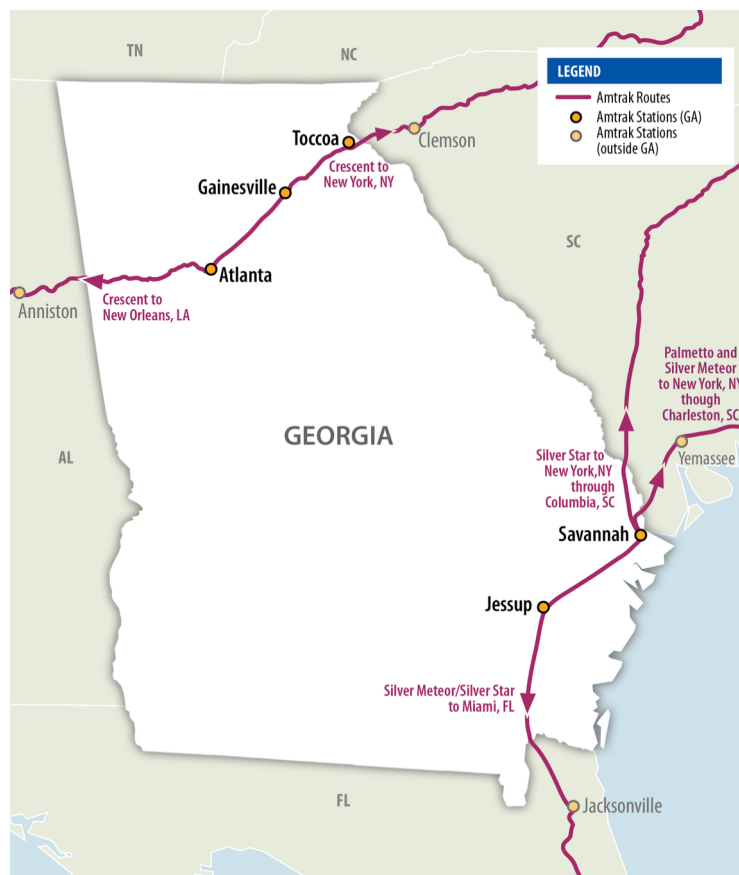 TN
NC
LEGEND
Amtrak Routes
Amtrak Stations (GA)
Amtrak Stations
(outside GA)
Toccoa
Clemson
Crescent to
New York, NY
Gainesville
SC
Atlanta
Anniston
Crescent to
New Orleans, LA
Palmetto and
Silver Meteor
to New York, NY
though
Charleston, SC
GEORGIA
AL
Silver Star to
New York,NY
through
Columbia, SC
Yemassee
Savannah
Jessup
Silver Meteor/Silver Star
to Miami, FL
FL
Jacksonville